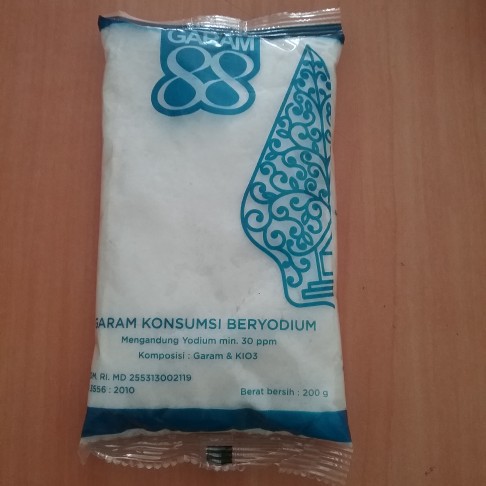 GARAM
88
GARAM KONSUMSI BERYODIUM
Mengandung Yodium min. 30 ppm
Komposisi : Garam & KIO3
RI. MD 255313002119
: 2010
Berat bersih : 200 g